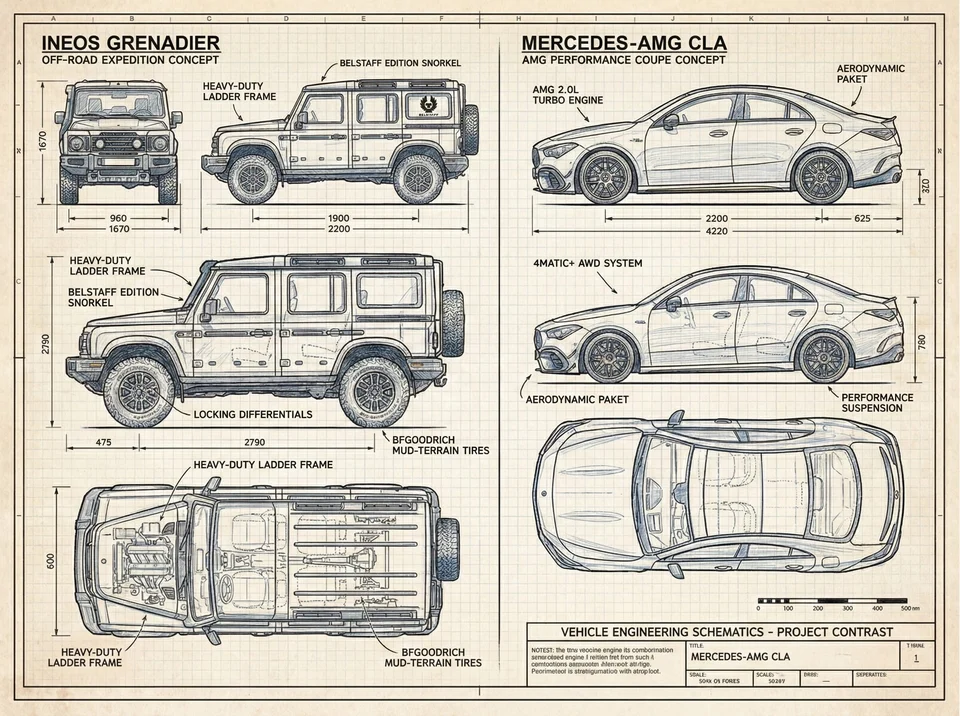 A B C D E F H I J K L M
INEOS GRENADIER
OFF-ROAD EXPEDITION CONCEPT
BELSTAFF EDITION SNORKEL
HEAVY-DUTY
LADDER FRAME
BELSTAFF
1670
960
1670
1900
2200
HEAVY-DUTY
LADDER FRAME
BELSTAFF EDITION
SNORKEL
2790
LOCKING DIFFERENTIALS
475
2790
BFGOODRICH
MUD-TERRAIN TIRES
HEAVY-DUTY LADDER FRAME
600
HEAVY-DUTY
LADDER FRAME
BFGOODRICH
MUD-TERRAIN TIRES
MERCEDES-AMG CLA
AMG PERFORMANCE COUPE CONCEPT
AERODYNAMIC
PAKET
AMG 2.0L
TURBO ENGINE
320
2200
625
4220
4MATIC+ AWD SYSTEM
780
AERODYNAMIC PAKET
PERFORMANCE
SUSPENSION
0 100 200 300 400 500
VEHICLE ENGINEERING SCHEMATICS - PROJECT CONTRAST
TITLE:
MERCEDES-AMG CLA
1
A
C
A
C